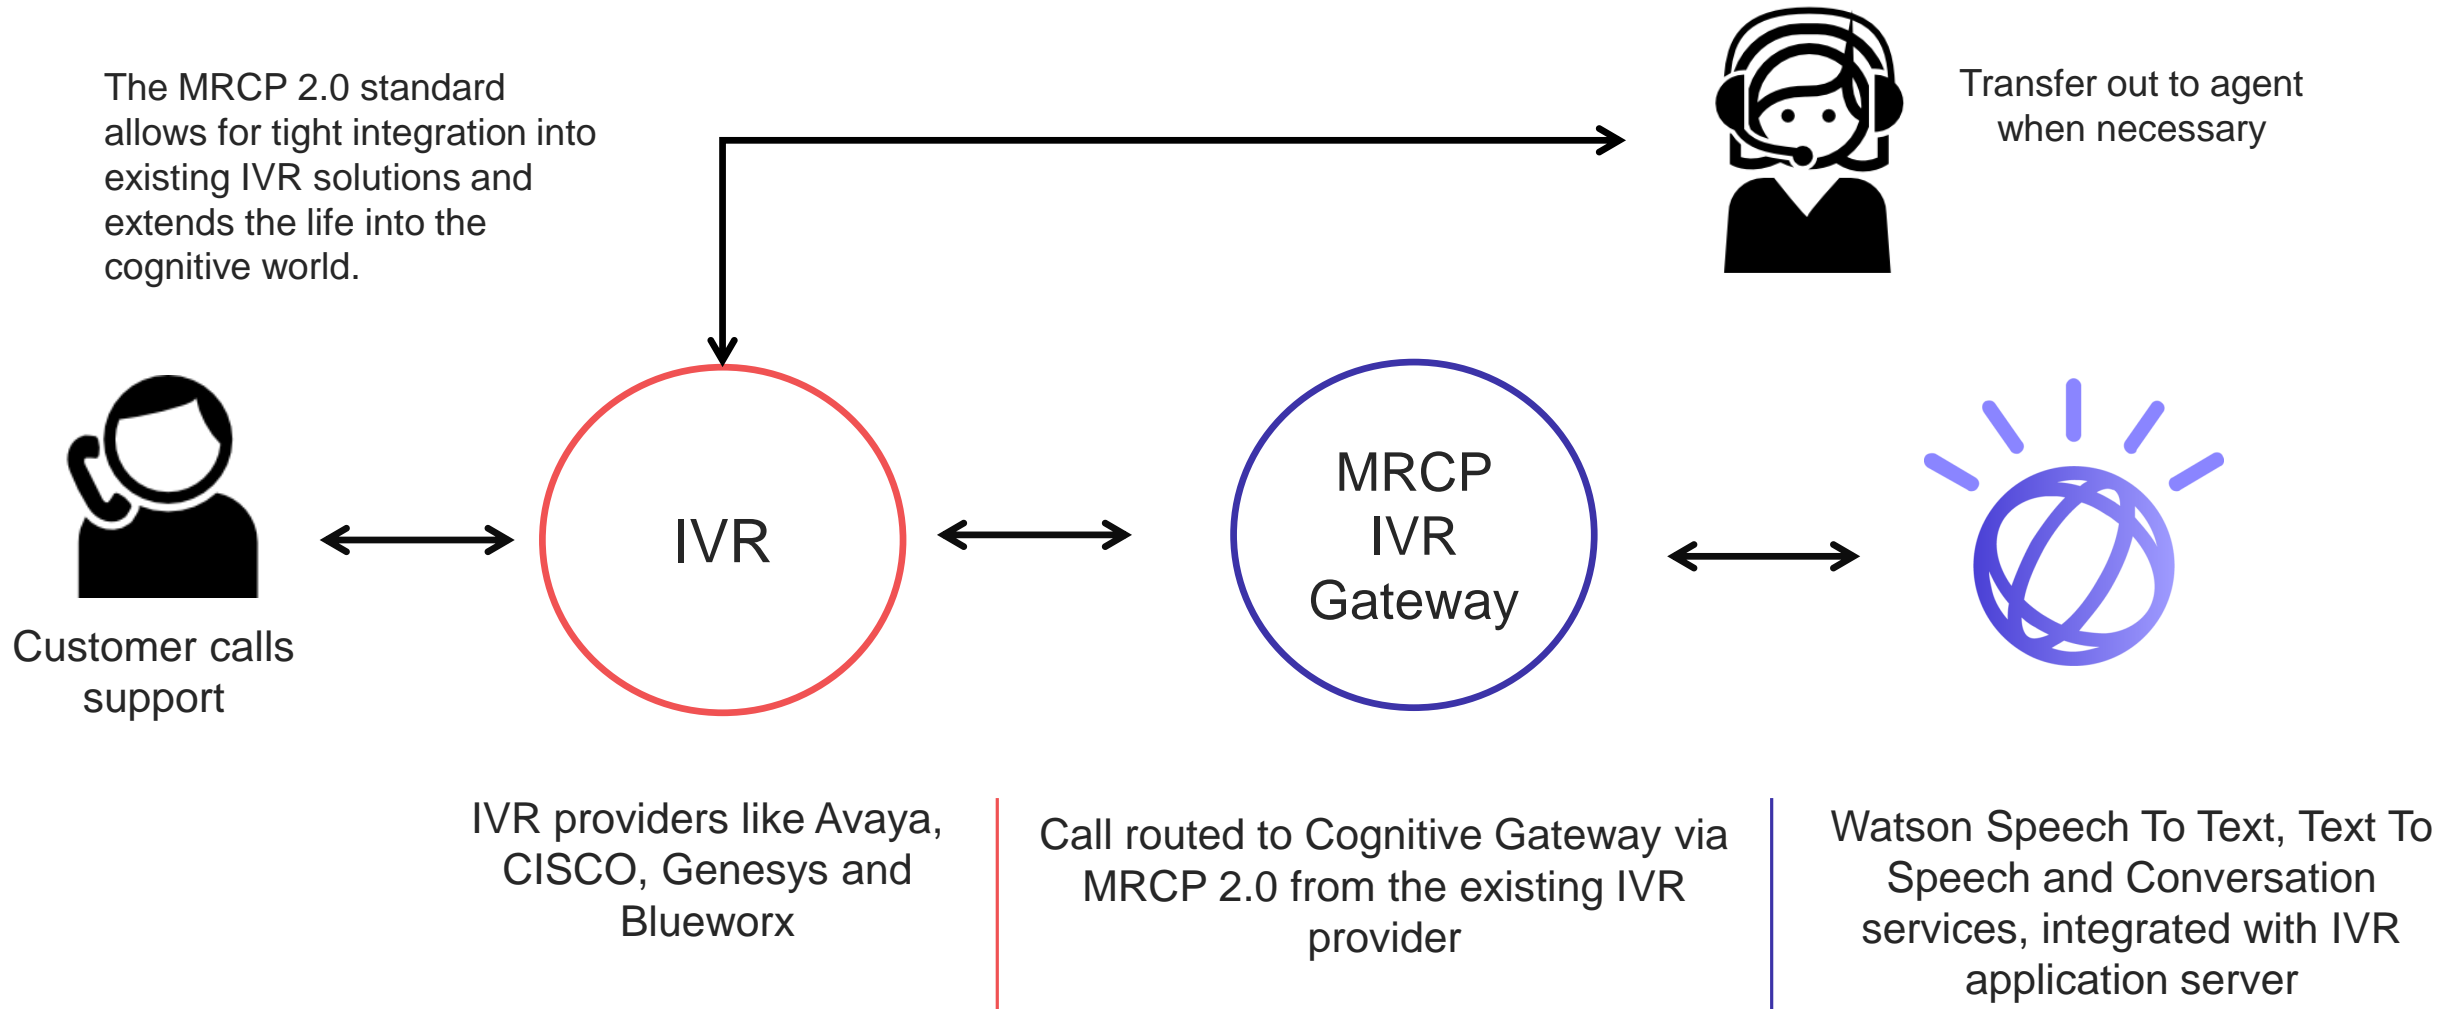 The MRCP 2.0 standard
allows for tight integration into
existing IVR solutions and
extends the life into the
cognitive world.
Transfer out to agent
when necessary
Customer calls
support
IVR
MRCP
IVR
Gateway
IVR providers like Avaya,
CISCO, Genesys and
Blueworx
Call routed to Cognitive Gateway via
MRCP 2.0 from the existing IVR
provider
Watson Speech To Text, Text To
Speech and Conversation
services, integrated with IVR
application server